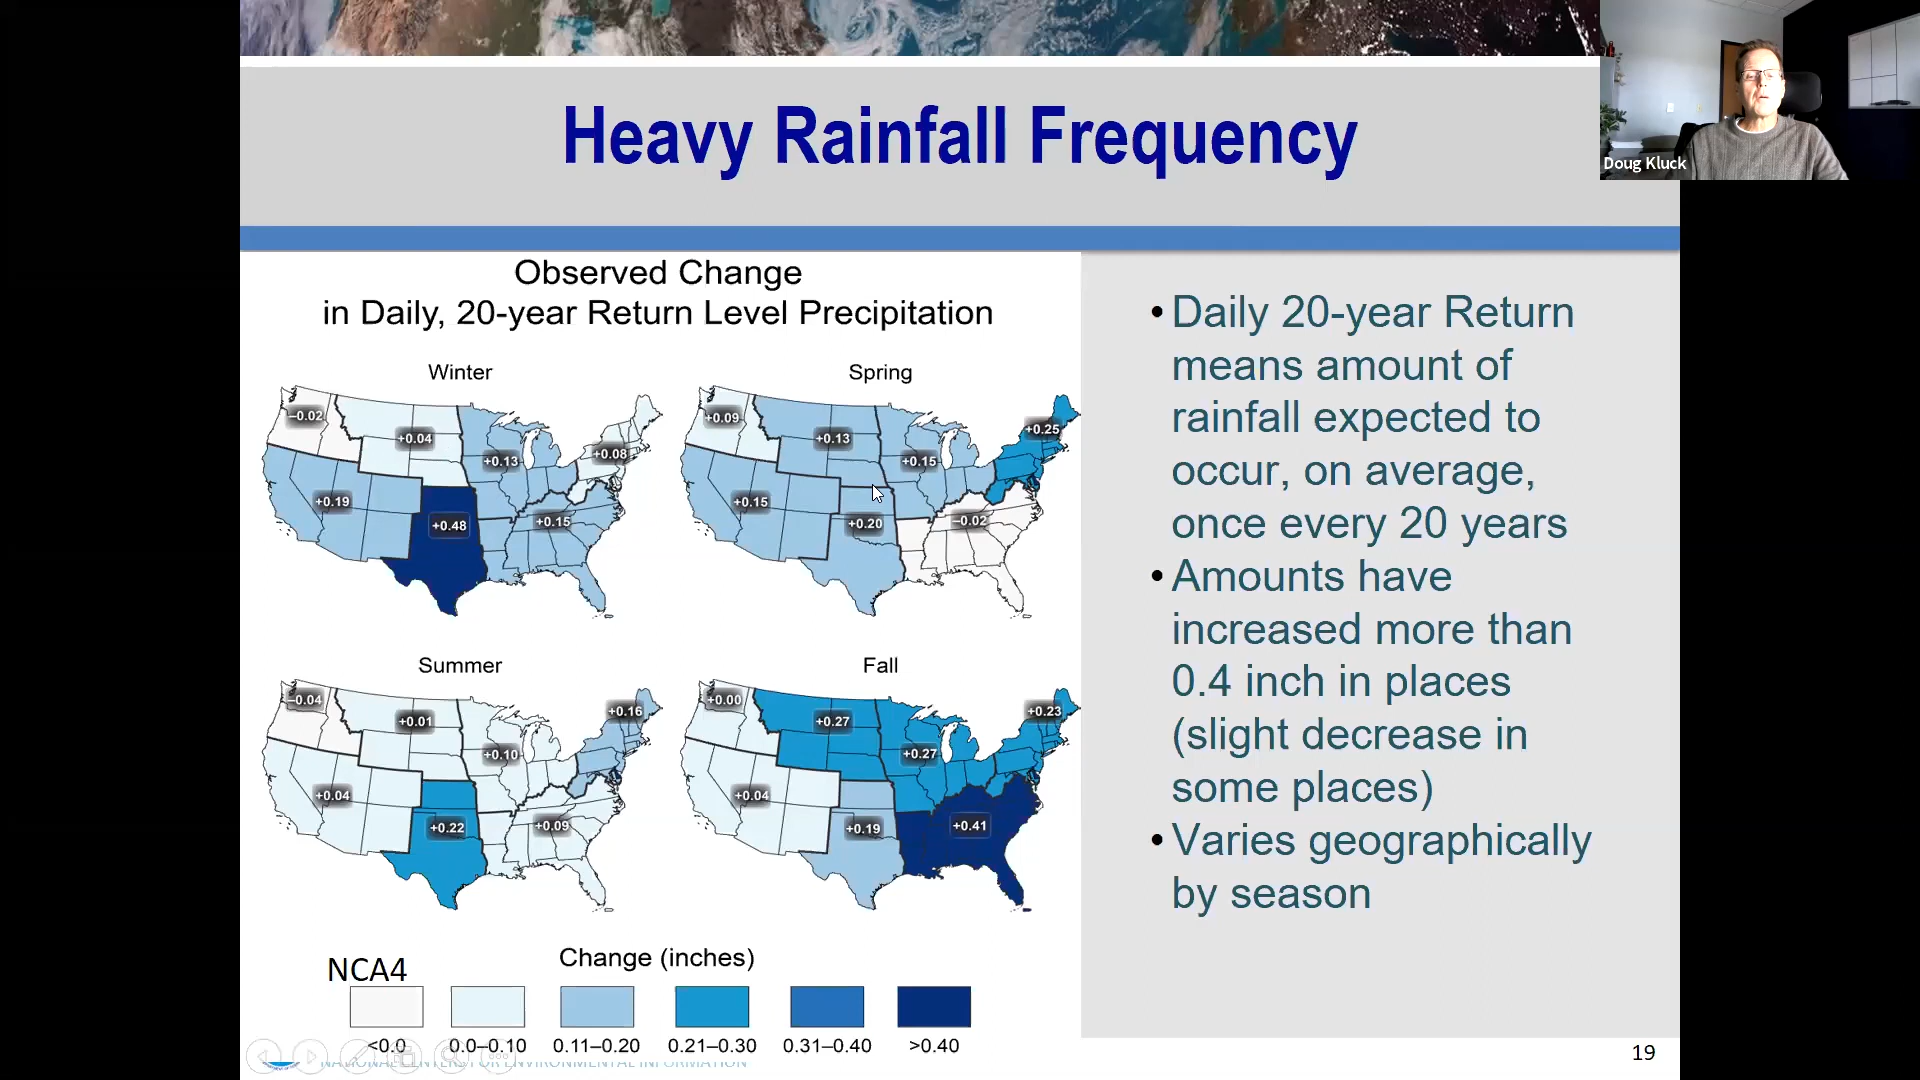 Heavy Rainfall Frequency
Doug Kluck
Observed Change
in Daily, 20-year Return Level Precipitation
Winter
−0.02
+0.04
+0.13
+0.08
+0.19
+0.48
+0.15
Spring
+0.09
+0.13
+0.15
+0.25
+0.15
+0.20
−0.02
Summer
−0.04
+0.01
+0.10
+0.16
+0.04
+0.22
+0.09
Fall
+0.00
+0.27
+0.27
+0.23
+0.04
+0.19
+0.41
NCA4
Change (inches)
<0.0 0.0–0.10 0.11–0.20 0.21–0.30 0.31–0.40 >0.40
NATIONAL CENTERS FOR ENVIRONMENTAL INFORMATION
•Daily 20-year Return
means amount of
rainfall expected to
occur, on average,
once every 20 years
•Amounts have
increased more than
0.4 inch in places
(slight decrease in
some places)
•Varies geographically
by season
19